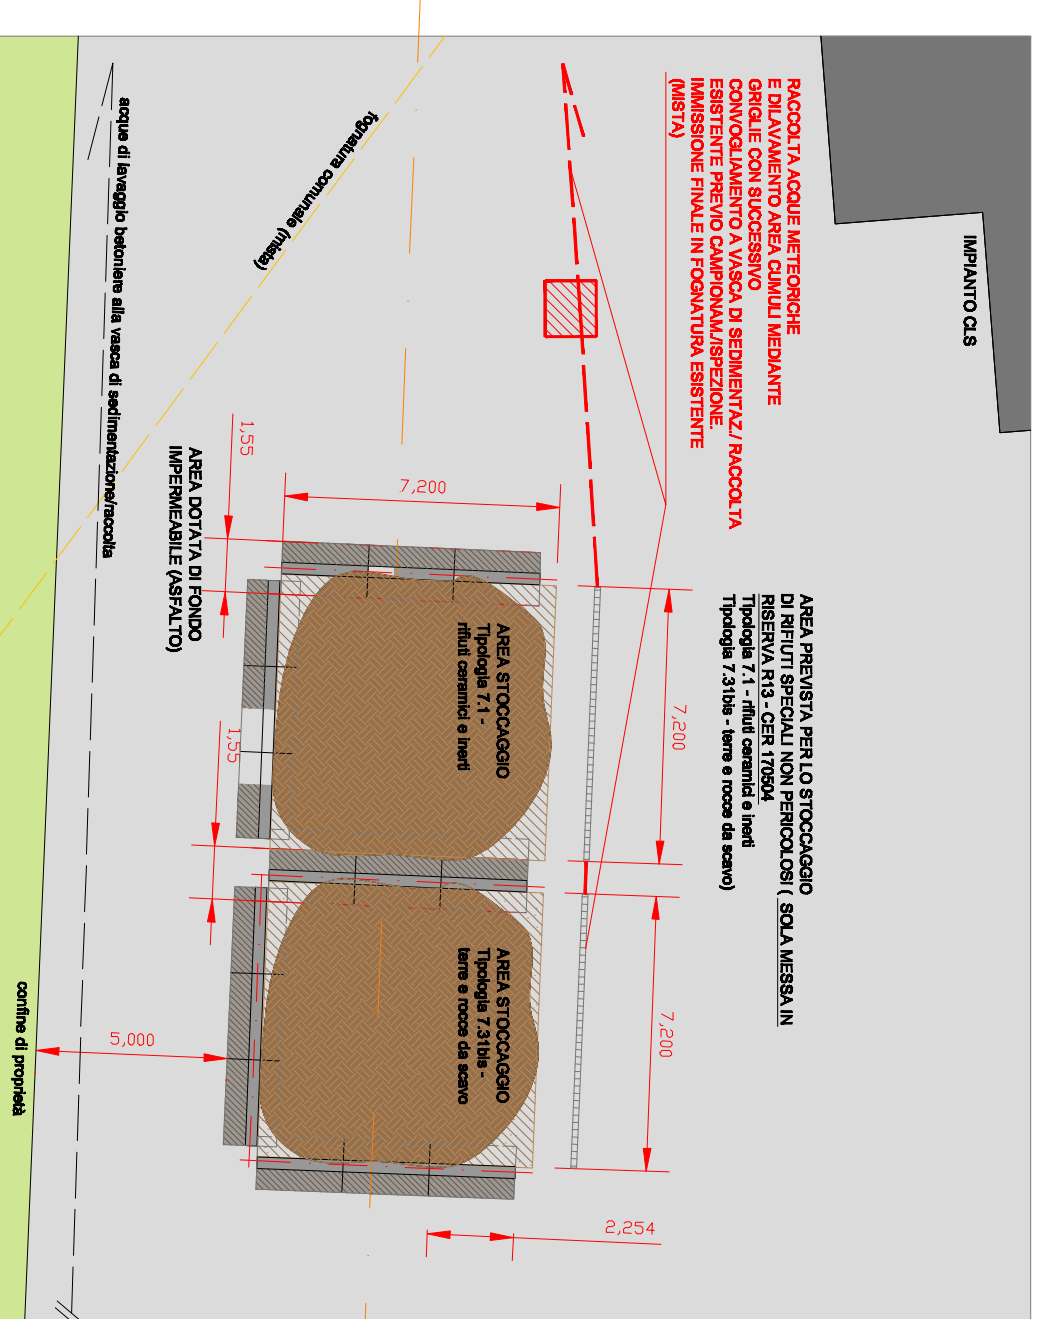 IMPIANTO CLS
RACCOLTA ACQUE METEORICHE
E DILAVAMENTO AREA CUMULI MEDIANTE
GRIGLIE CON SUCCESSIVO
CONVOGLIAMENTO A VASCA DI SEDIMENTAZ./ RACCOLTA
ESISTENTE PREVIO CAMPIONAM./ISPEZIONE.
IMMISSIONE FINALE IN FOGNATURA ESISTENTE
(MISTA)
AREA PREVISTA PER LO STOCCAGGIO
DI RIFIUTI SPECIALI NON PERICOLOSI ( SOLA MESSA IN
RISERVA R13 - CER 170504
Tipologia 7.1 - rifiuti ceramici e inerti
Tipologia 7.31bis - terre e rocce da scavo)
fognatura comunale (mista)
acque di lavaggio betoniere alla vasca di sedimentazione/raccolta
AREA DOTATA DI FONDO
IMPERMEABILE (ASFALTO)
1,55
7,200
7,200
AREA STOCCAGGIO
Tipologia 7.1 -
rifiuti ceramici e inerti
1,55
AREA STOCCAGGIO
Tipologia 7.31bis -
terre e rocce da scavo
7,200
5,000
2,254
confine di proprietà